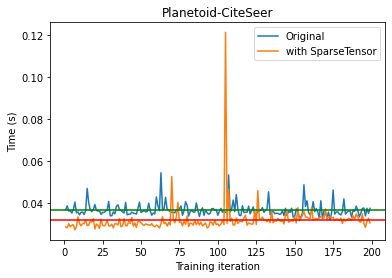 Planetoid-CiteSeer
Original
with SparseTensor
Time (s)
0.12
0.10
0.08
0.06
0.04
0 25 50 75 100 125 150 175 200
Training iteration